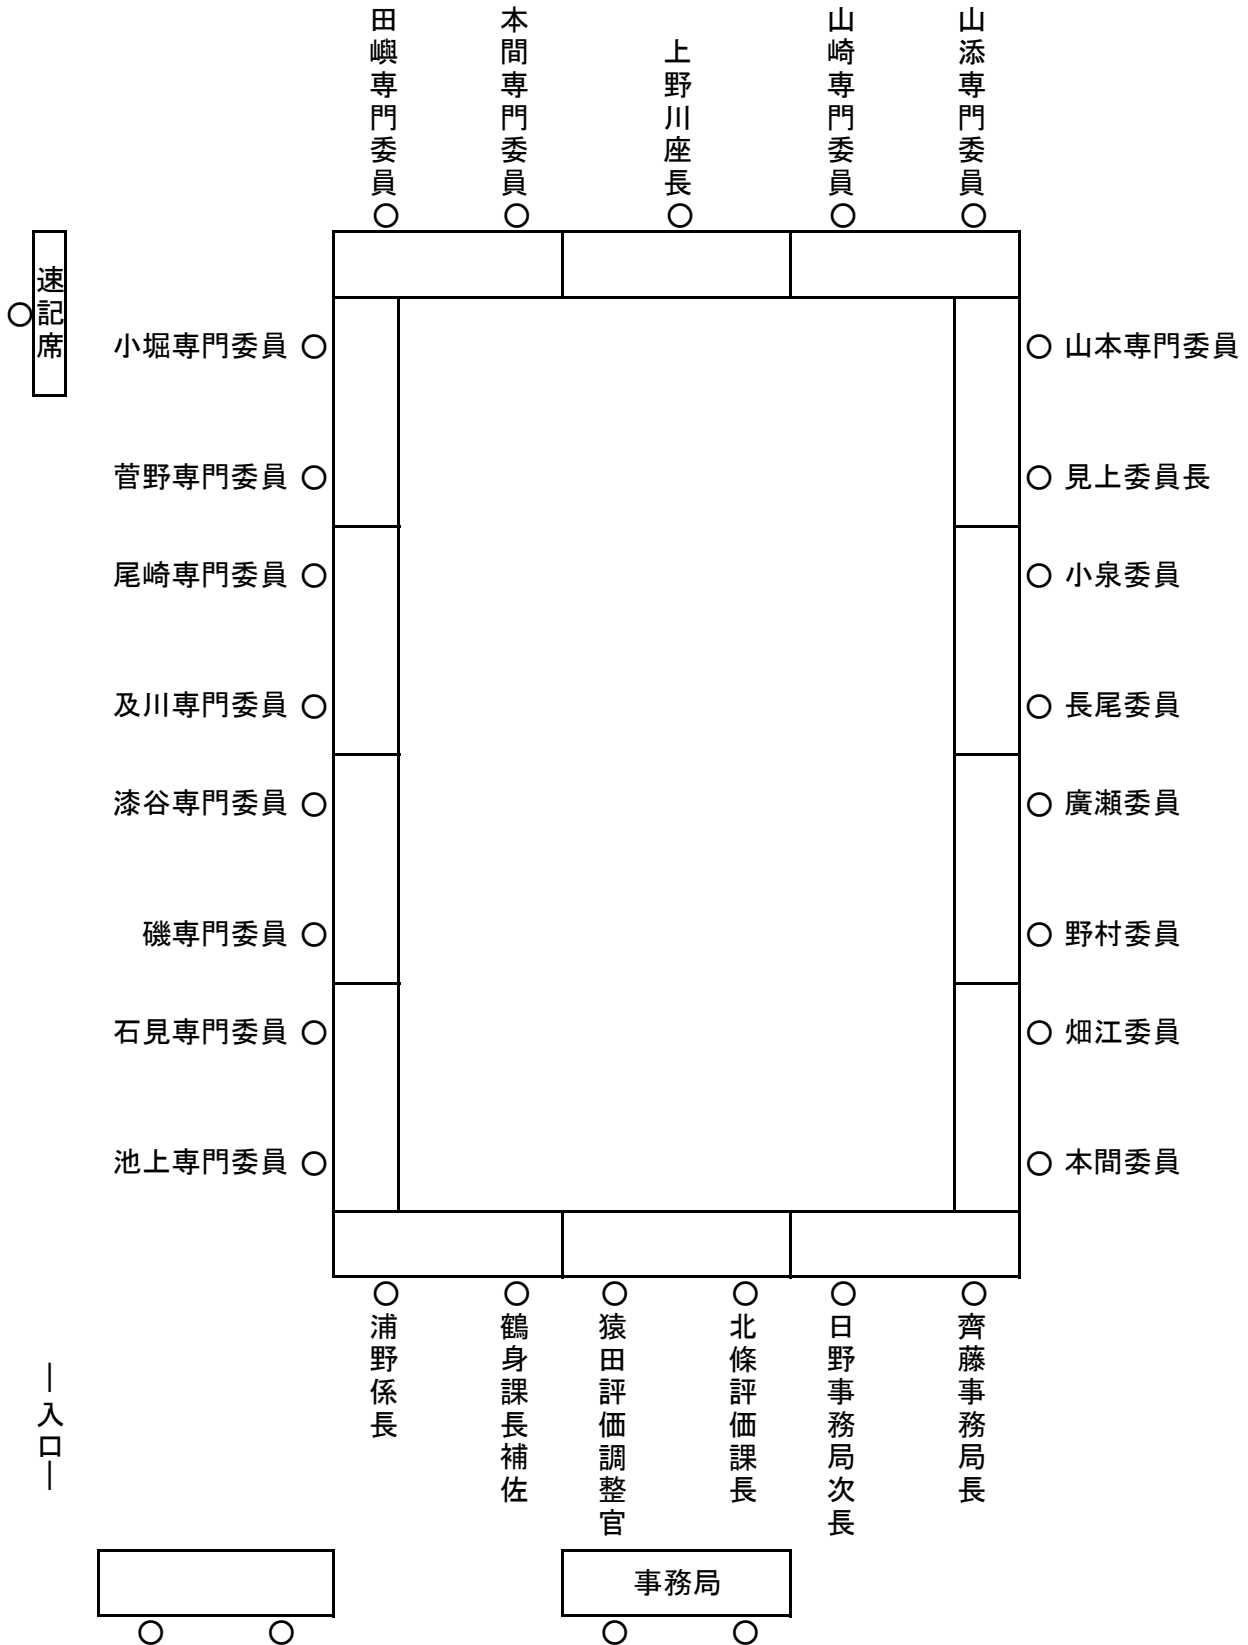 田嶼専門委員
本間専門委員
上野川座長
山崎専門委員
山添専門委員
速記席
小堀専門委員
山本専門委員
菅野専門委員
見上委員長
尾崎専門委員
小泉委員
及川専門委員
長尾委員
漆谷専門委員
廣瀬委員
磯専門委員
野村委員
石見専門委員
畑江委員
池上専門委員
本間委員
浦野係長
鶴身課長補佐
猿田評価調整官
北條評価課長
日野事務局次長
齊藤事務局長
―入口―
事務局